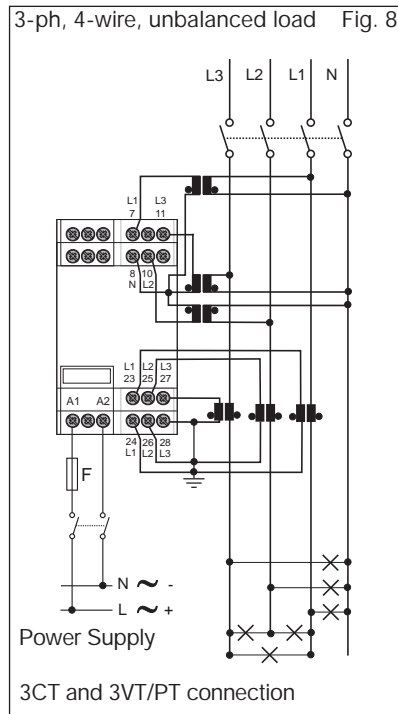 3-ph, 4-wire, unbalanced load Fig. 8
L3 L2 L1 N
L1 L3
7 11
8 10
N L2
L1 L2 L3
23 25 27
A1 A2
24 26 28
L1 L2 L3
F
N ~ -
L ~ +
Power Supply
3CT and 3VT/PT connection